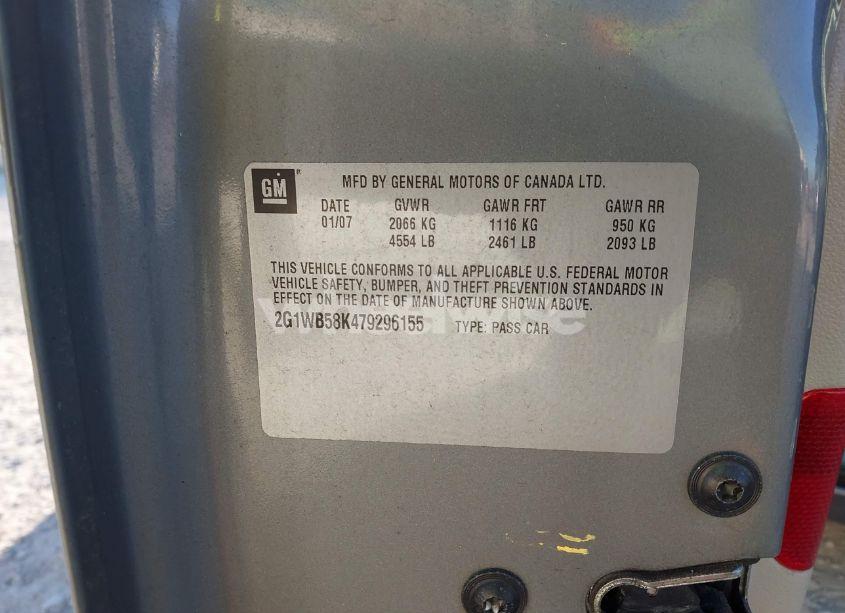 GM
MFD BY GENERAL MOTORS OF CANADA LTD.
DATE GVWR GAWR FRT GAWR RR
01/07 2066 KG 1116 KG 950 KG
4554 LB 2461 LB 2093 LB
THIS VEHICLE CONFORMS TO ALL APPLICABLE U.S. FEDERAL MOTOR
VEHICLE SAFETY, BUMPER, AND THEFT PREVENTION STANDARDS IN
EFFECT ON THE DATE OF MANUFACTURE SHOWN ABOVE.
2G1WB58K479296155 TYPE: PASS CAR